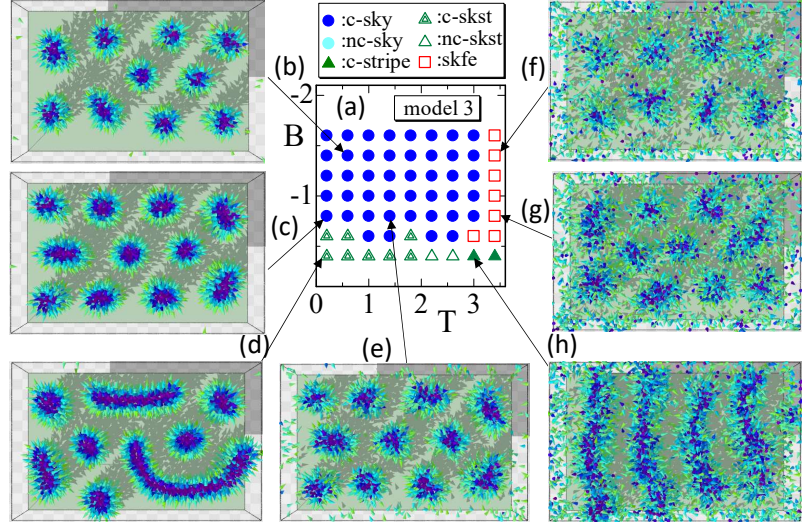 :c-sky :c-skst
:nc-sky :nc-skst
:c-stripe :skfe
(b) (a) model 3 (f)
-2
B
-1
(c) (g)
0 1 2 3
T
(d) (e) (h)